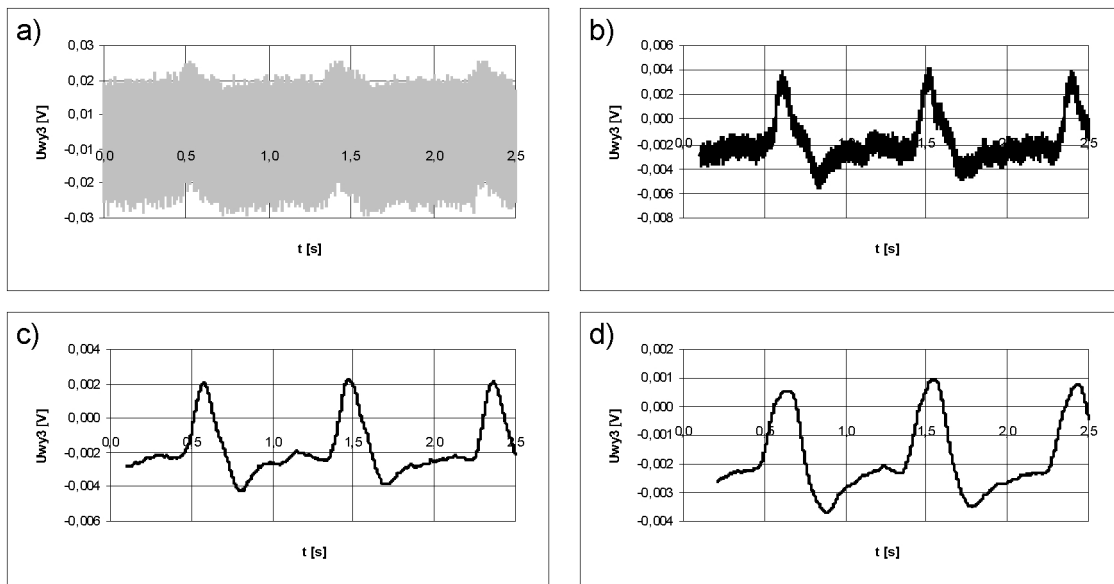 a)
0,03
0,02
0,01
-0,01
-0,02
-0,03
0,0 0,5 1,0 1,5 2,0 2,5
Uwy3 [V]
t [s]
b)
0,006
0,004
0,002
0,000
-0,002
-0,004
-0,006
-0,008
0,0 0,5 1,0 1,5 2,0 2,5
Uwy3 [V]
t [s]
c)
0,004
0,002
0,000
-0,002
-0,004
-0,006
0,0 0,5 1,0 1,5 2,0 2,5
Uwy3 [V]
t [s]
d)
0,002
0,001
0,000
-0,001
-0,002
-0,003
-0,004
0,0 0,5 1,0 1,5 2,0 2,5
Uwy3 [V]
t [s]